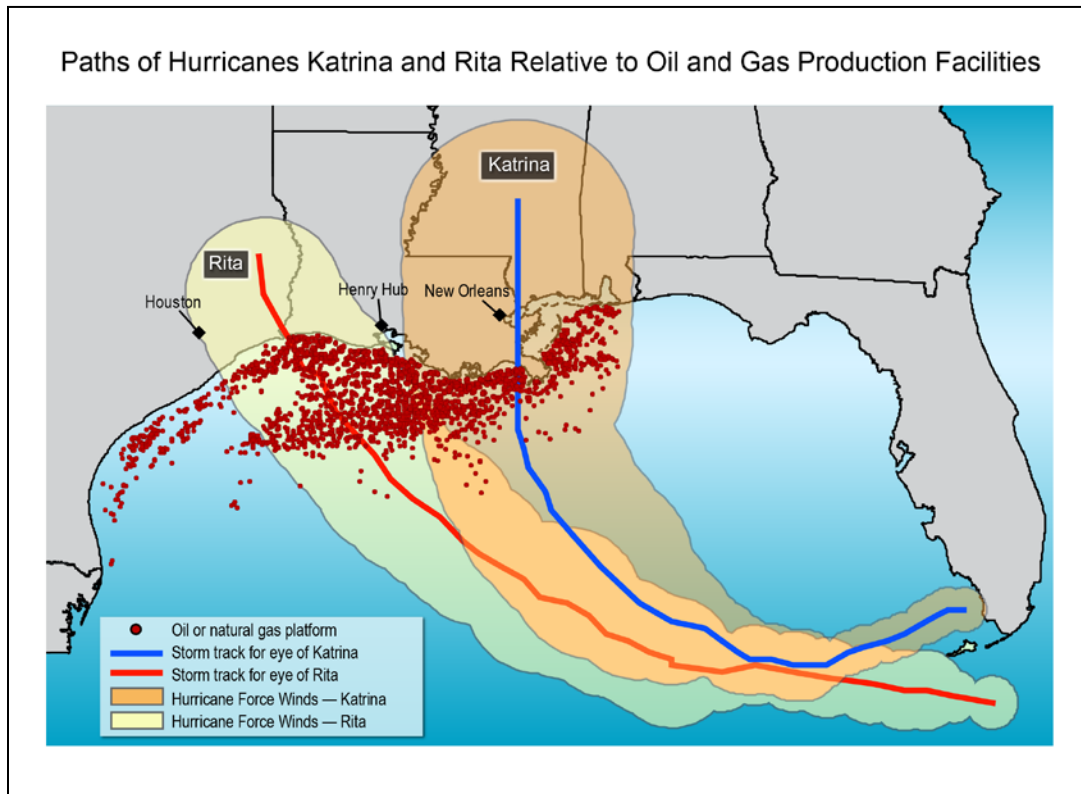 Paths of Hurricanes Katrina and Rita Relative to Oil and Gas Production Facilities
Katrina
Rita
Houston
Henry Hub
New Orleans
Oil or natural gas platform
Storm track for eye of Katrina
Storm track for eye of Rita
Hurricane Force Winds — Katrina
Hurricane Force Winds — Rita